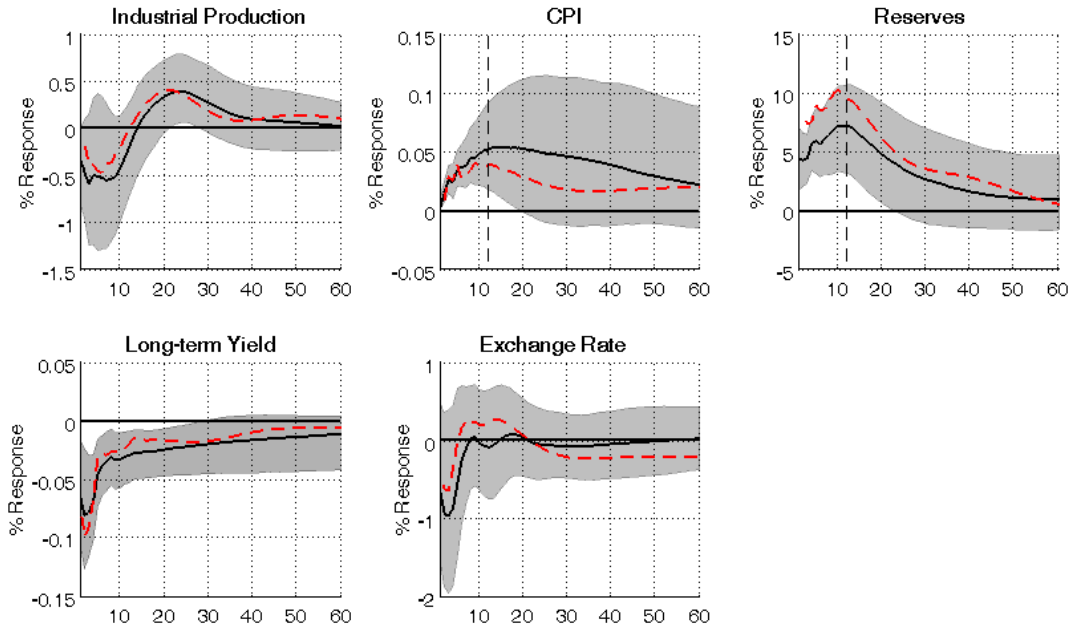 Industrial Production
% Response
1
0.5
0
-0.5
-1
-1.5
10 20 30 40 50 60
CPI
% Response
0.15
0.1
0.05
0
-0.05
10 20 30 40 50 60
Reserves
% Response
15
10
5
0
-5
10 20 30 40 50 60
Long-term Yield
% Response
0.05
0
-0.05
-0.1
-0.15
10 20 30 40 50 60
Exchange Rate
% Response
1
0
-1
-2
10 20 30 40 50 60